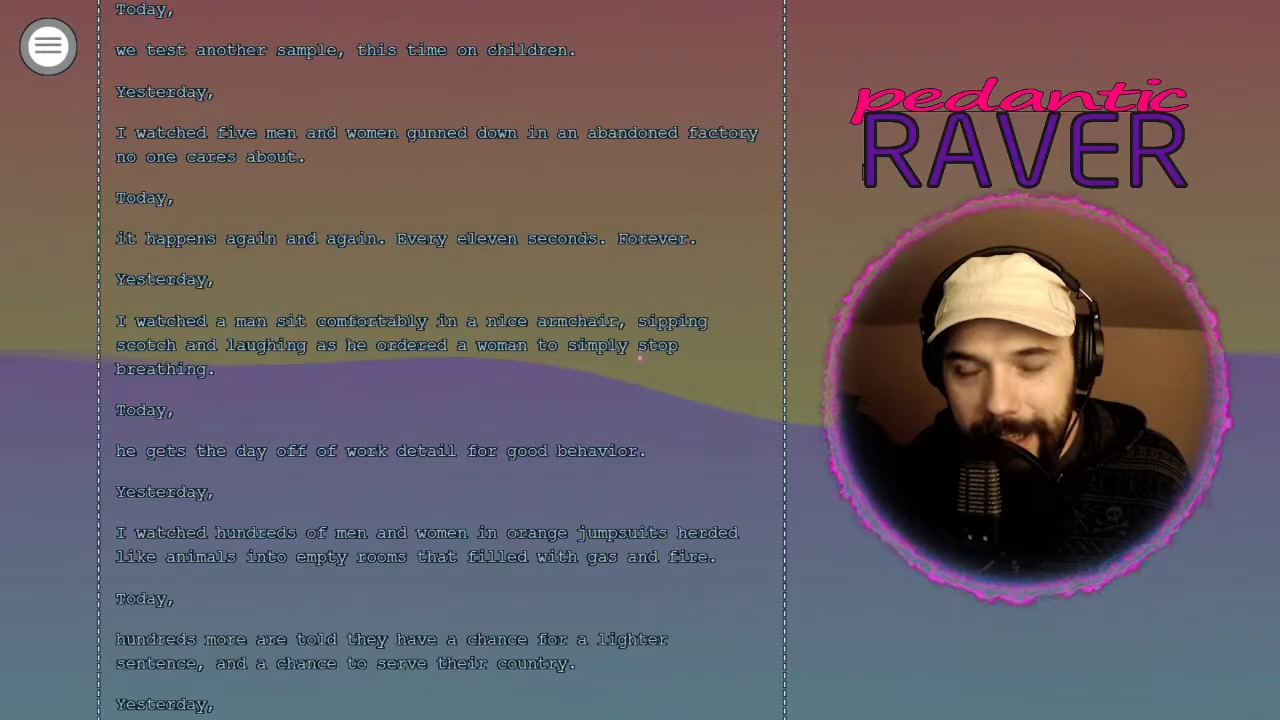 Today,
we test another sample, this time on children.
Yesterday,
I watched five men and women gunned down in an abandoned factory
no one cares about.
Today,
it happens again and again. Every eleven seconds. Forever.
Yesterday,
I watched a man sit comfortably in a nice armchair, sipping
scotch and laughing as he ordered a woman to simply stop
breathing.
Today,
he gets the day off of work detail for good behavior.
Yesterday,
I watched hundreds of men and women in orange jumpsuits herded
like animals into empty rooms that filled with gas and fire.
Today,
hundreds more are told they have a chance for a lighter
sentence, and a chance to serve their country.
Yesterday,
pedantic
RAVER